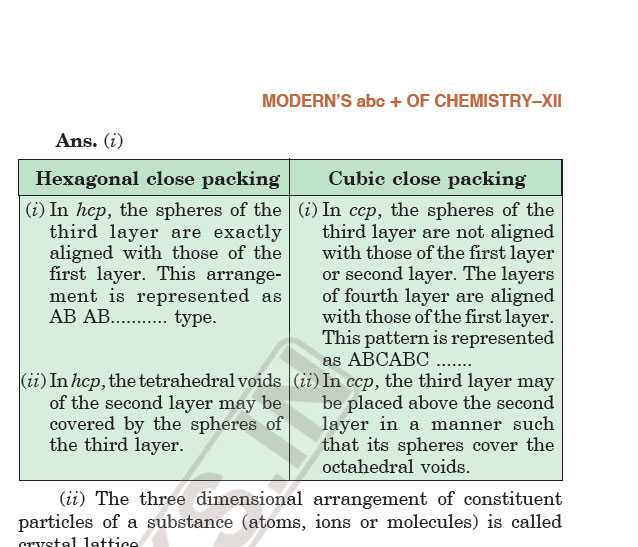 MODERN'S abc + OF CHEMISTRY–XII
Ans. (i)
Hexagonal close packing
(i) In hcp, the spheres of the
third layer are exactly
aligned with those of the
first layer. This arrange-
ment is represented as
AB AB........... type.
(ii) In hcp, the tetrahedral voids
of the second layer may be
covered by the spheres of
the third layer.
Cubic close packing
(i) In ccp, the spheres of the
third layer are not aligned
with those of the first layer
or second layer. The layers
of fourth layer are aligned
with those of the first layer.
This pattern is represented
as ABCABC .......
(ii) In ccp, the third layer may
be placed above the second
layer in a manner such
that its spheres cover the
octahedral voids.
(ii) The three dimensional arrangement of constituent
particles of a substance (atoms, ions or molecules) is called
crystal lattice